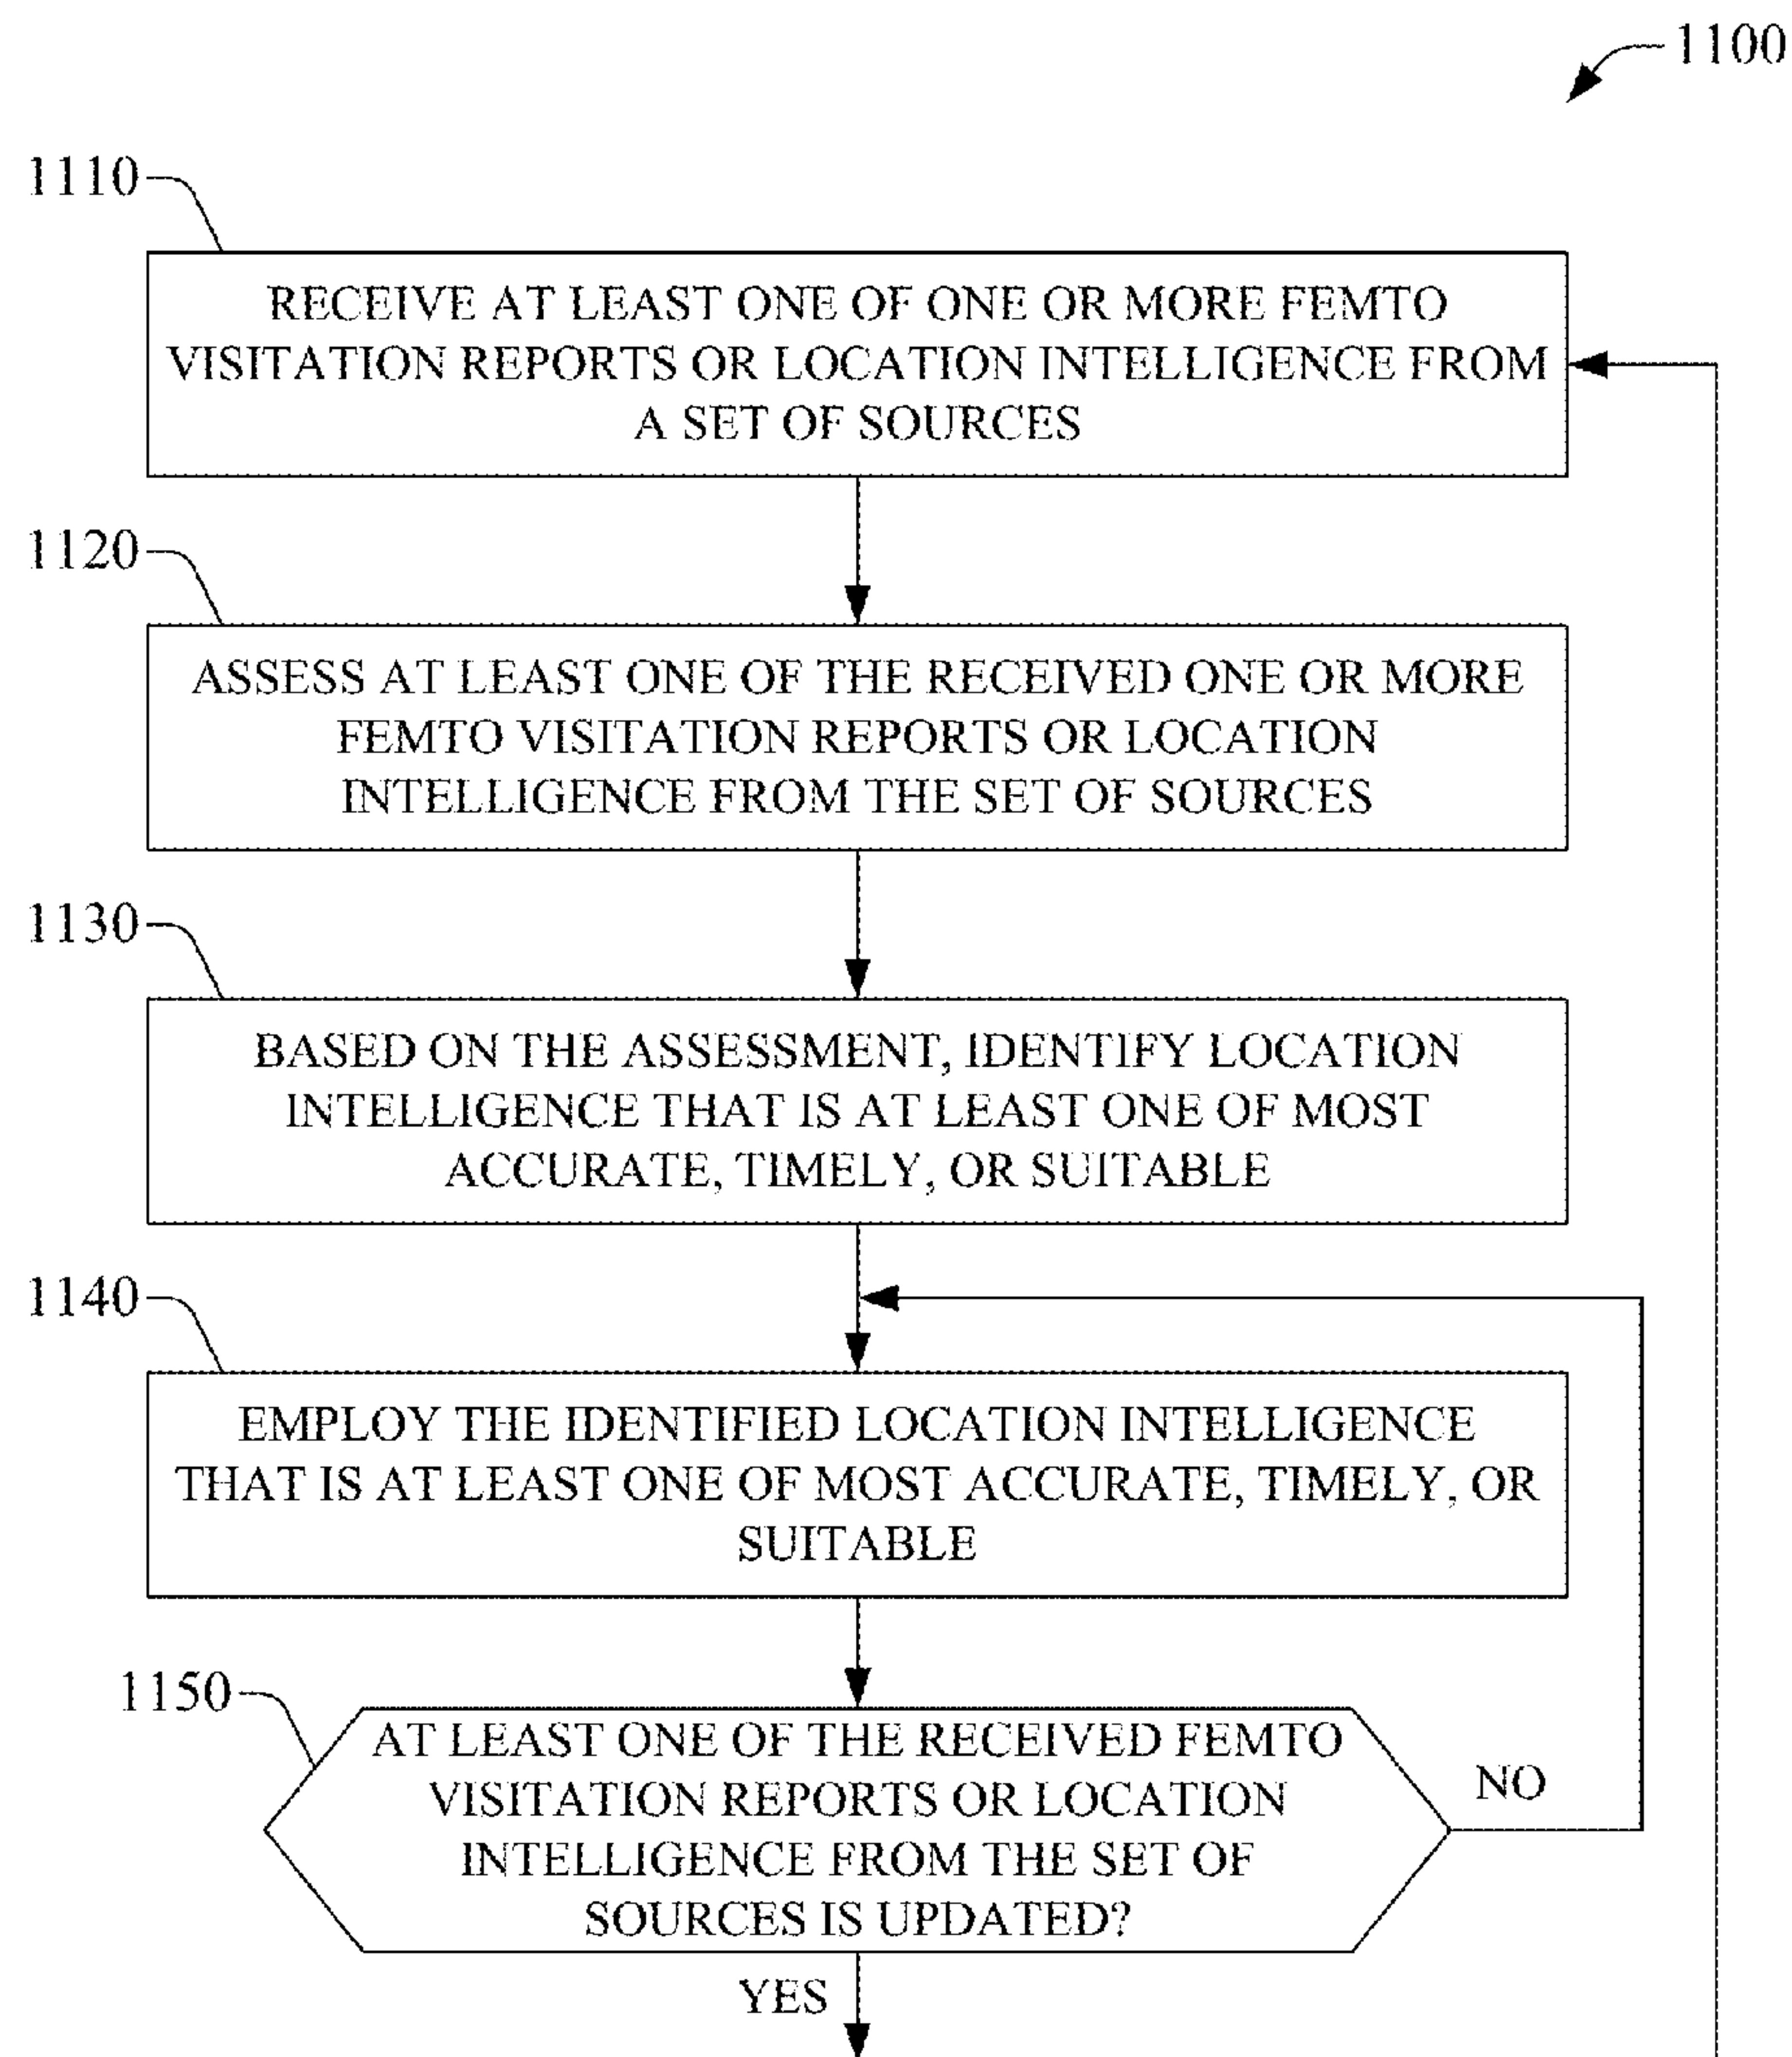 1100
1110
RECEIVE AT LEAST ONE OF ONE OR MORE FEMTO
VISITATION REPORTS OR LOCATION INTELLIGENCE FROM
A SET OF SOURCES
1120
ASSESS AT LEAST ONE OF THE RECEIVED ONE OR MORE
FEMTO VISITATION REPORTS OR LOCATION
INTELLIGENCE FROM THE SET OF SOURCES
1130
BASED ON THE ASSESSMENT, IDENTIFY LOCATION
INTELLIGENCE THAT IS AT LEAST ONE OF MOST
ACCURATE, TIMELY, OR SUITABLE
1140
EMPLOY THE IDENTIFIED LOCATION INTELLIGENCE
THAT IS AT LEAST ONE OF MOST ACCURATE, TIMELY, OR
SUITABLE
1150
AT LEAST ONE OF THE RECEIVED FEMTO
VISITATION REPORTS OR LOCATION
INTELLIGENCE FROM THE SET OF
SOURCES IS UPDATED?
NO
YES